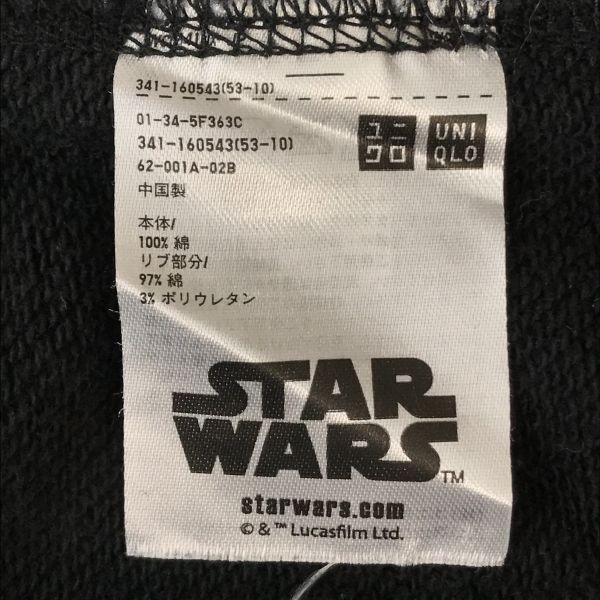 341-160543(53-10)
01-34-5F363C
341-160543(53-10)
62-001A-02B
中国製
ユニ
クロ
UNI
QLO
本体/
100% 綿
リブ部分/
97% 綿
3% ポリウレタン
STAR
WARS™
starwars.com
© & ™ Lucasfilm Ltd.